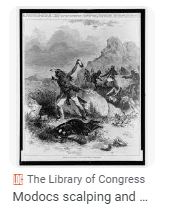 The Library of Congress
Modocs scalping and ...